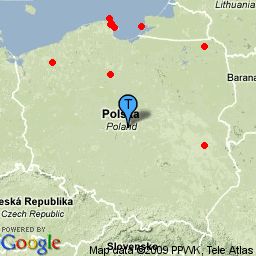 Lithuania
Barana
T
Polska
Poland
eská Republika
Czech Republic
POWERED BY
Google
Slovensko
Map data ©2009 PPWK, Tele Atlas